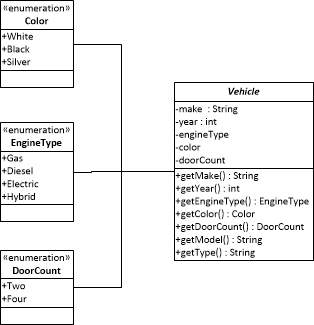 «enumeration»
Color
+White
+Black
+Silver
«enumeration»
EngineType
+Gas
+Diesel
+Electric
+Hybrid
«enumeration»
DoorCount
+Two
+Four
Vehicle
-make : String
-year : int
-engineType
-color
-doorCount
+getMake() : String
+getYear() : int
+getEngineType() : EngineType
+getColor() : Color
+getDoorCount() : DoorCount
+getModel() : String
+getType() : String